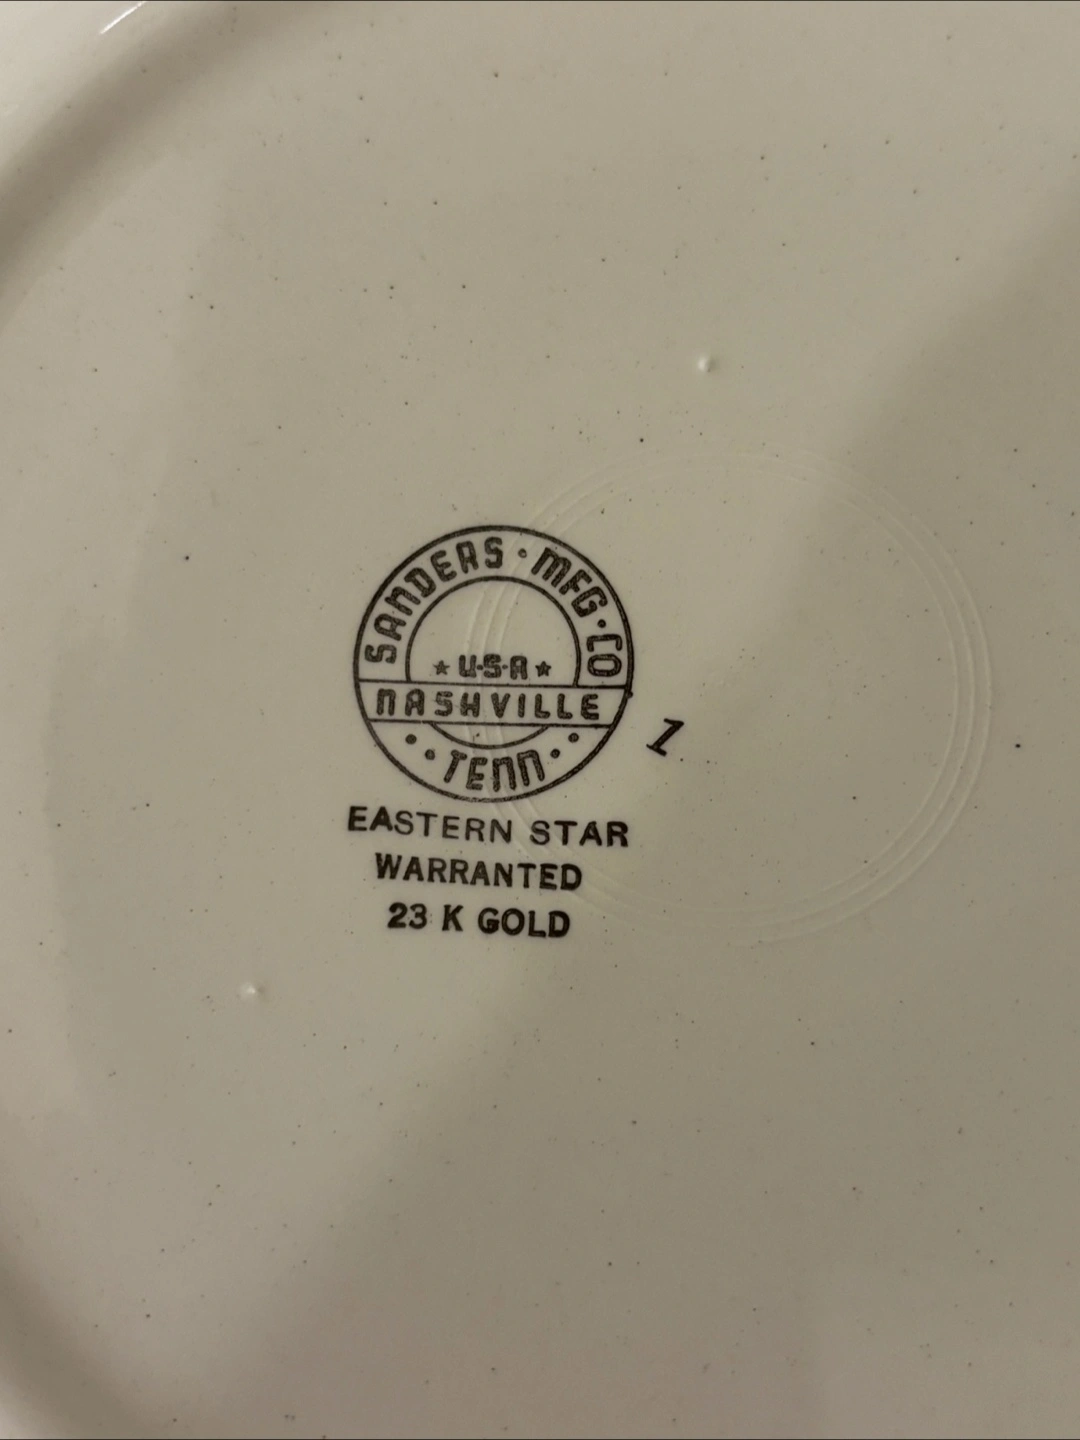 SANDERS · MFG · CO
★ U·S·A ★
NASHVILLE
· · TENN · ·
1
EASTERN STAR
WARRANTED
23 K GOLD